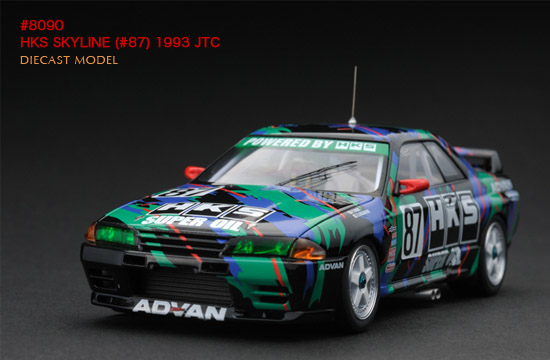 #8090
HKS SKYLINE (#87) 1993 JTC
DIECAST MODEL
POWERED BY HKS
HKS
SUPER OIL
ADVAN
ADVAN
87
HKS